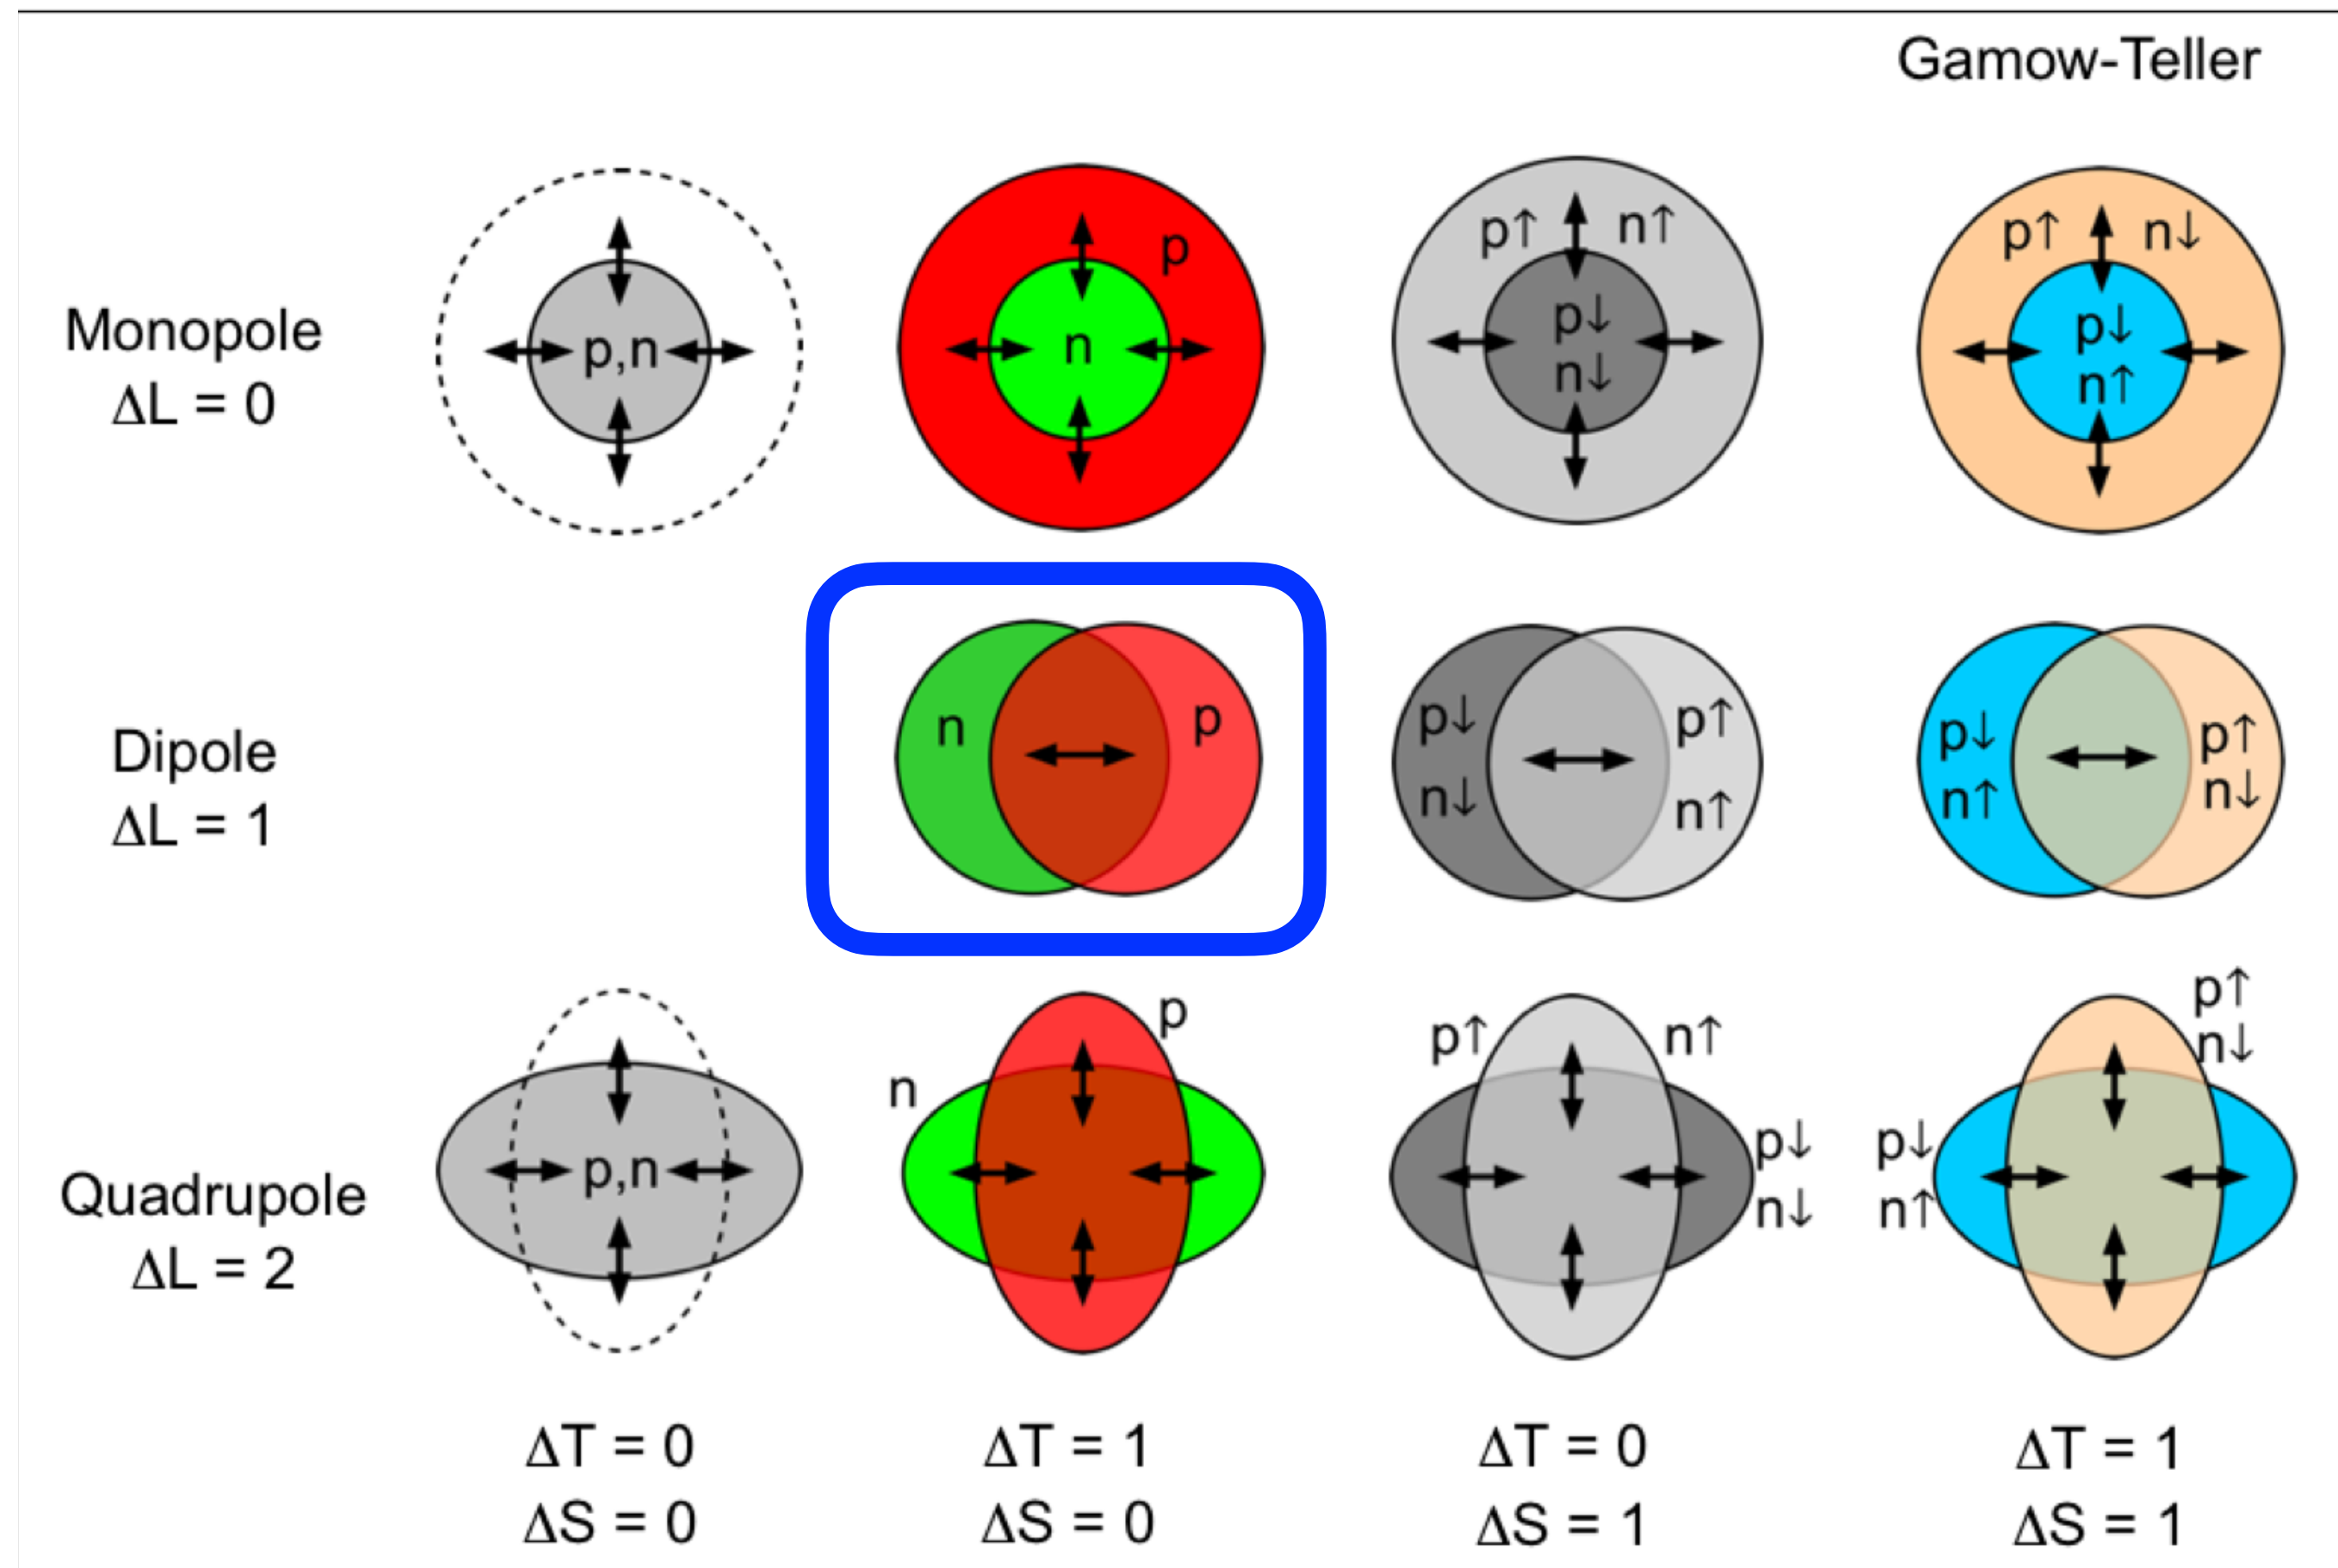 Gamow-Teller
Monopole
ΔL = 0
p,n
p
n
p↑ n↑
p↓
n↓
p↑ n↓
p↓
n↑
Dipole
ΔL = 1
n p
p↓ p↑
n↓ n↑
p↓ p↑
n↑ n↓
Quadrupole
ΔL = 2
p,n
p
n
p↑ n↑
p↓
n↓
p↑
n↓
p↓
n↑
ΔT = 0 ΔT = 1 ΔT = 0 ΔT = 1
ΔS = 0 ΔS = 0 ΔS = 1 ΔS = 1